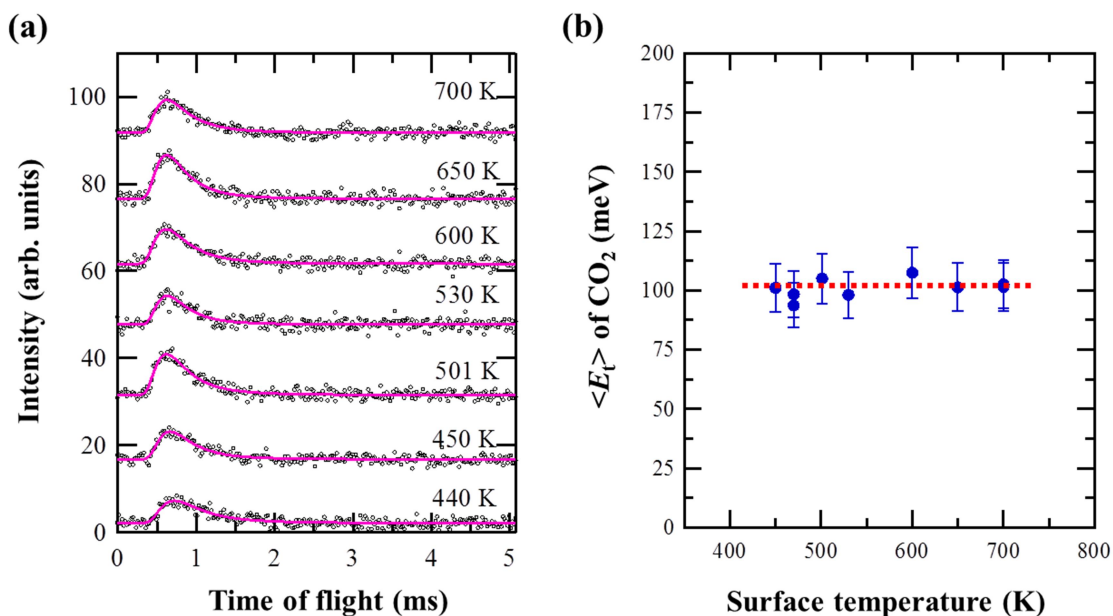 (a)
Intensity (arb. units)
100
80
60
40
20
0
700 K
650 K
600 K
530 K
501 K
450 K
440 K
0 1 2 3 4 5
Time of flight (ms)
(b)
<E_t> of CO₂ (meV)
200
175
150
125
100
75
50
25
0
400 500 600 700 800
Surface temperature (K)